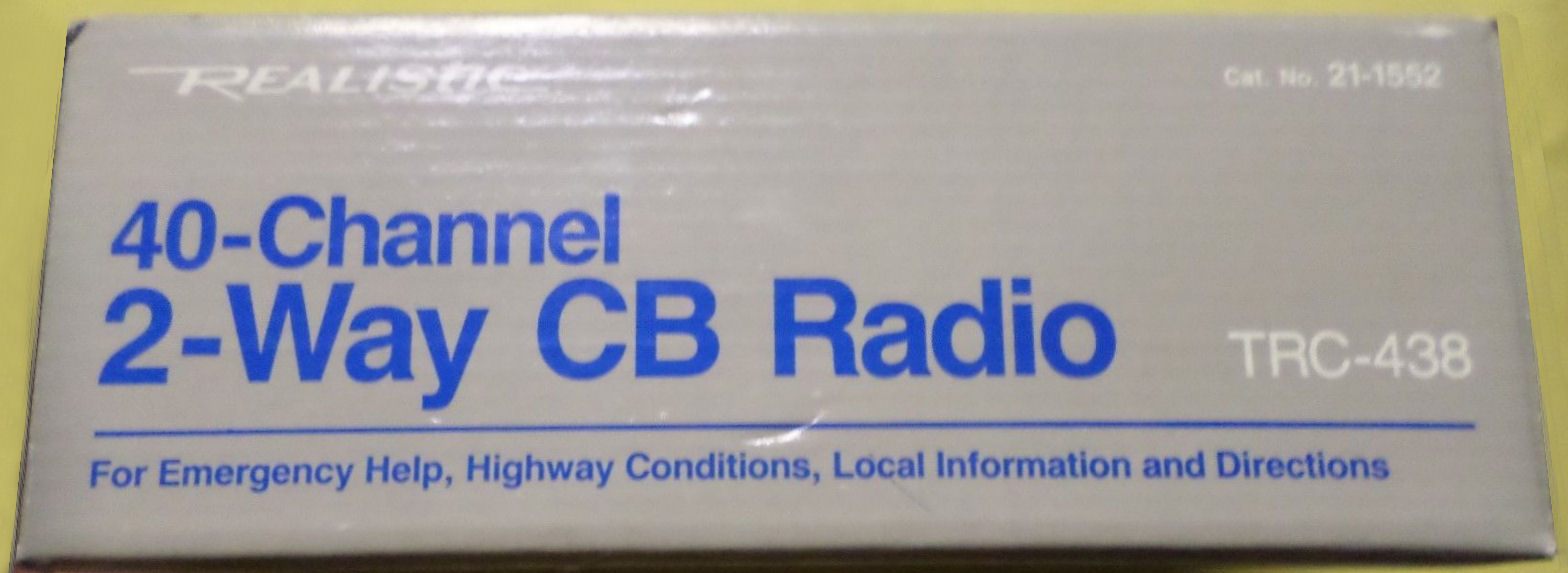 REALISTIC
Cat. No. 21-1552
40-Channel
2-Way CB Radio
TRC-438
For Emergency Help, Highway Conditions, Local Information and Directions